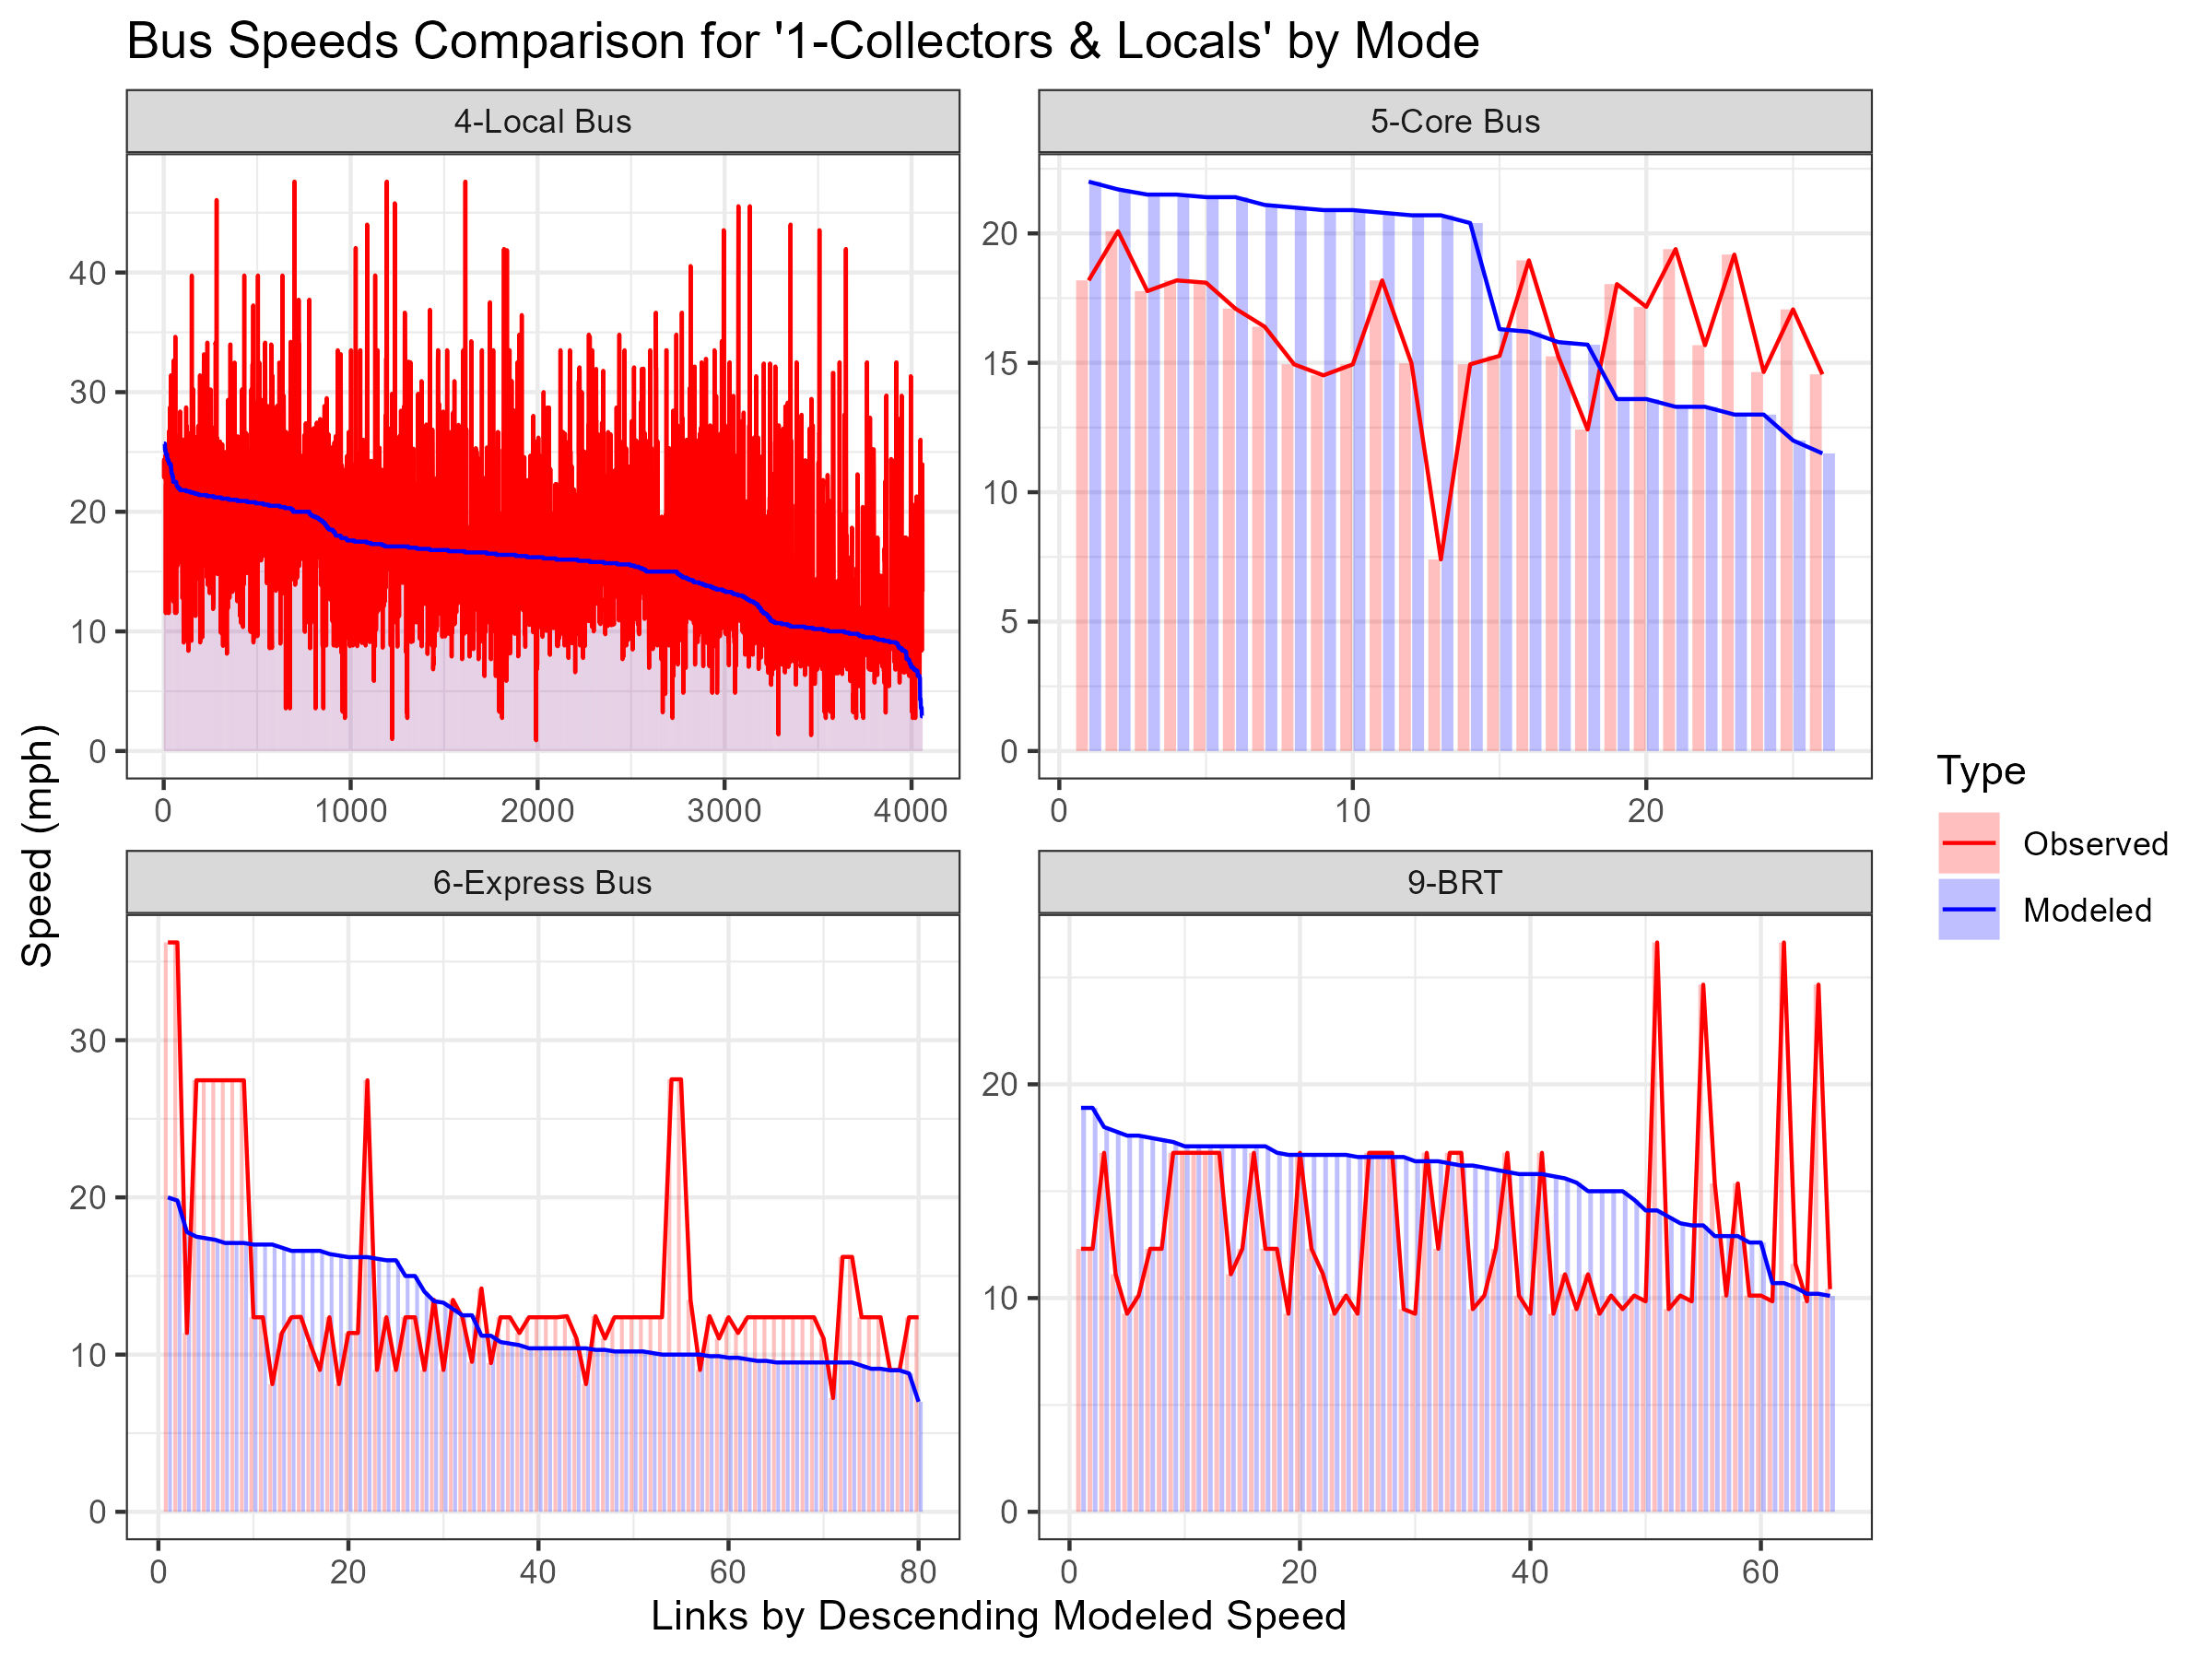 Bus Speeds Comparison for '1-Collectors & Locals' by Mode
4-Local Bus
5-Core Bus
40
30
20
10
0
0 1000 2000 3000 4000
20
15
10
5
0
0 10 20
6-Express Bus
9-BRT
30
20
10
0
0 20 40 60 80
20
10
0
0 20 40 60
Speed (mph)
Links by Descending Modeled Speed
Type
Observed
Modeled